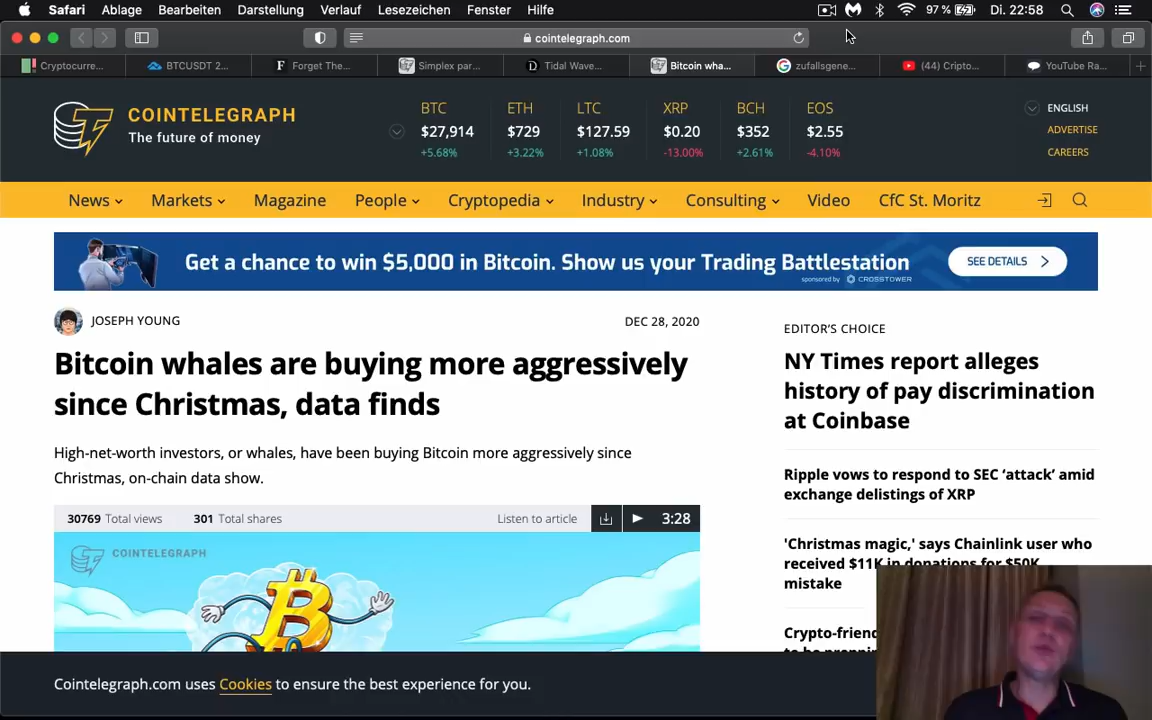 Safari Ablage Bearbeiten Darstellung Verlauf Lesezeichen Fenster Hilfe 97 % Di. 22:58
cointelegraph.com
Cryptocurre... BTCUSDT 2... Forget The... Simplex par... Tidal Wave... Bitcoin wha... zufallsgene... (44) Cripto... YouTube Ra...
COINTELEGRAPH
The future of money
BTC ETH LTC XRP BCH EOS
$27,914 $729 $127.59 $0.20 $352 $2.55
+5.68% +3.22% +1.08% -13.00% +2.61% -4.10%
ENGLISH
ADVERTISE
CAREERS
News Markets Magazine People Cryptopedia Industry Consulting Video CfC St. Moritz
Get a chance to win $5,000 in Bitcoin. Show us your Trading Battlestation
sponsored by CROSSTOWER
SEE DETAILS
JOSEPH YOUNG
DEC 28, 2020
Bitcoin whales are buying more aggressively
since Christmas, data finds
High-net-worth investors, or whales, have been buying Bitcoin more aggressively since
Christmas, on-chain data show.
30769 Total views 301 Total shares Listen to article 3:28
COINTELEGRAPH
EDITOR'S CHOICE
NY Times report alleges
history of pay discrimination
at Coinbase
Ripple vows to respond to SEC ‘attack’ amid
exchange delistings of XRP
'Christmas magic,' says Chainlink user who
received $11K in donations for $50K
mistake
Crypto-frien
Cointelegraph.com uses Cookies to ensure the best experience for you.